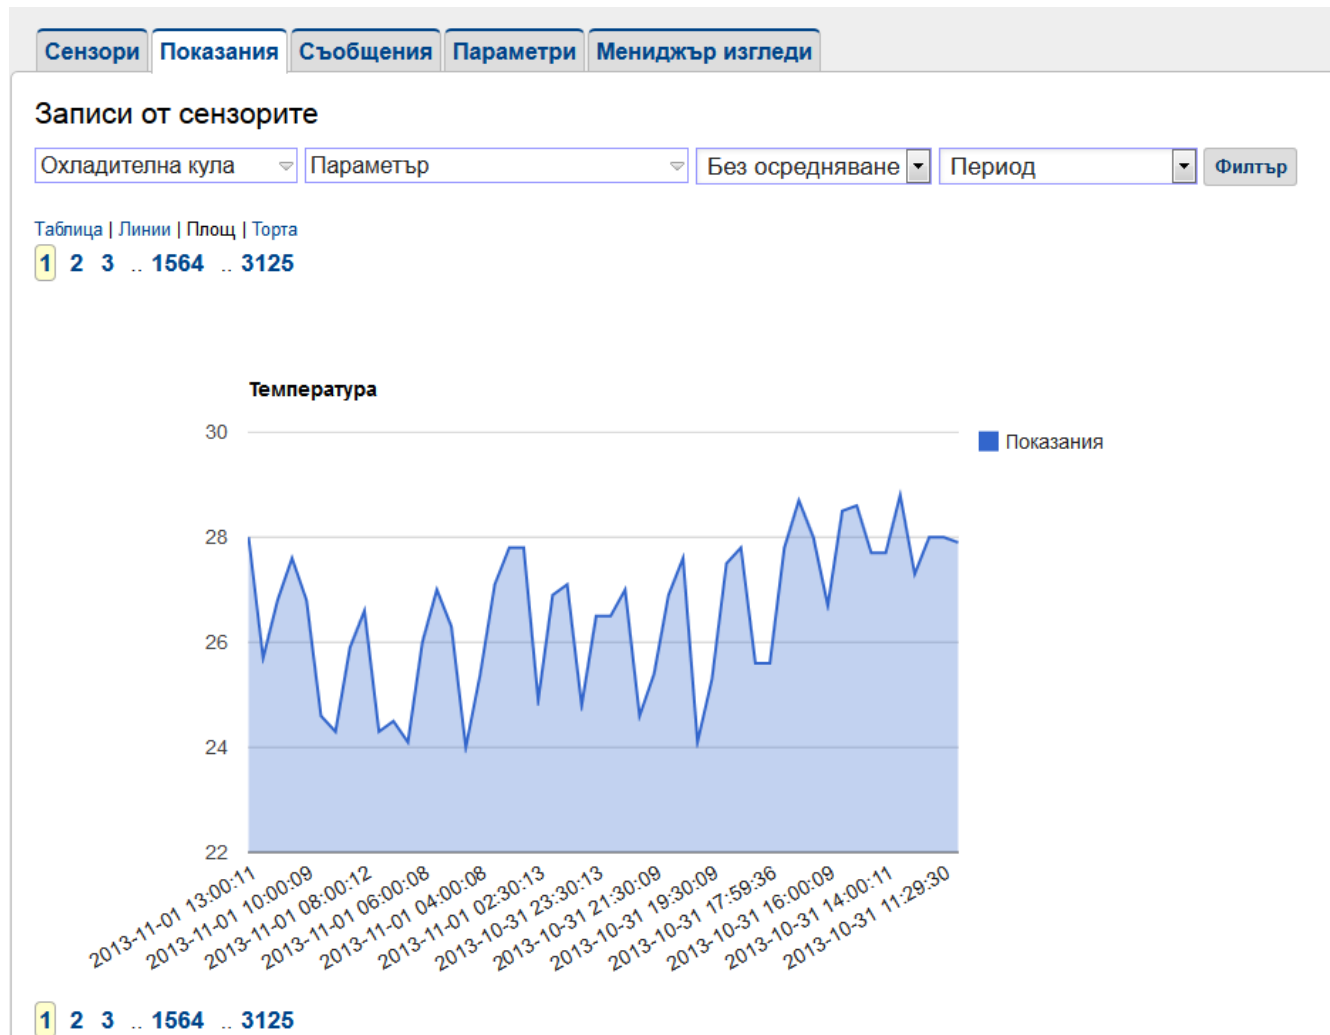 Сензори Показания Съобщения Параметри Мениджър изгледи
Записи от сензорите
Охладителна кула Параметър Без осредняване Период Филтър
Таблица | Линии | Площ | Торта
1 2 3 .. 1564 .. 3125
Температура
30
Показания
28
26
24
22
2013-11-01 13:00:11
2013-11-01 10:00:09
2013-11-01 08:00:12
2013-11-01 06:00:08
2013-11-01 04:00:08
2013-11-01 02:30:13
2013-10-31 23:30:13
2013-10-31 21:30:09
2013-10-31 19:30:09
2013-10-31 17:59:36
2013-10-31 16:00:09
2013-10-31 14:00:11
2013-10-31 11:29:30
1 2 3 .. 1564 .. 3125